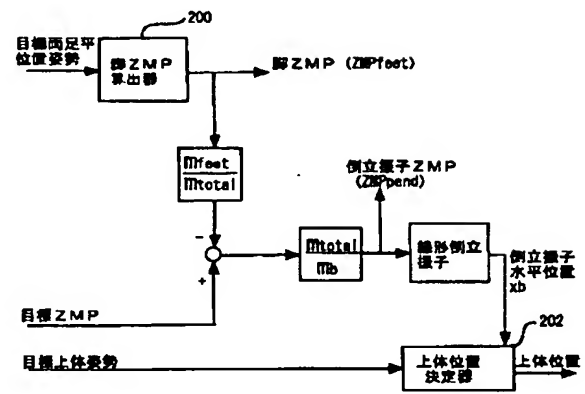 200
目標両足平
位置姿勢
脚ZMP
算出器
脚ZMP (ZMPfeet)
mfeet
mtotal
倒立振子ZMP
(ZMPpend)
−
+
mtotal
mb
線形倒立
振子
倒立振子
水平位置
xb
目標ZMP
202
目標上体姿勢
上体位置
決定器
上体位置